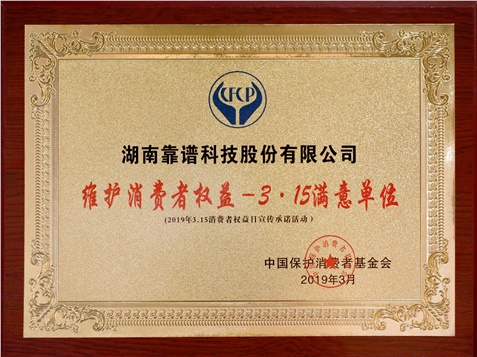 CFCP
湖南靠谱科技股份有限公司
维护消费者权益-3·15满意单位
(2019年3.15消费者权益日宣传承诺活动)
中国保护消费者基金会
2019年3月